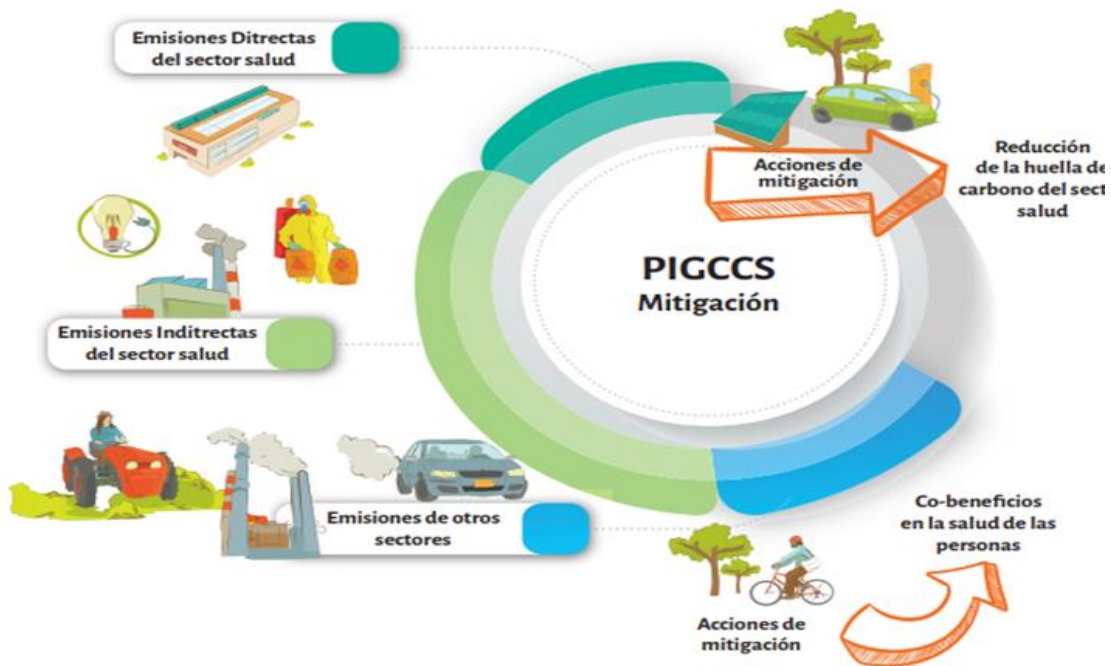 Emisiones Ditrectas
del sector salud
Acciones de
mitigación
Reducción
de la huella de
carbono del sect
salud
PIGCCS
Mitigación
Emisiones Inditrectas
del sector salud
Emisiones de otros
sectores
Co-beneficios
en la salud de las
personas
Acciones de
mitigación